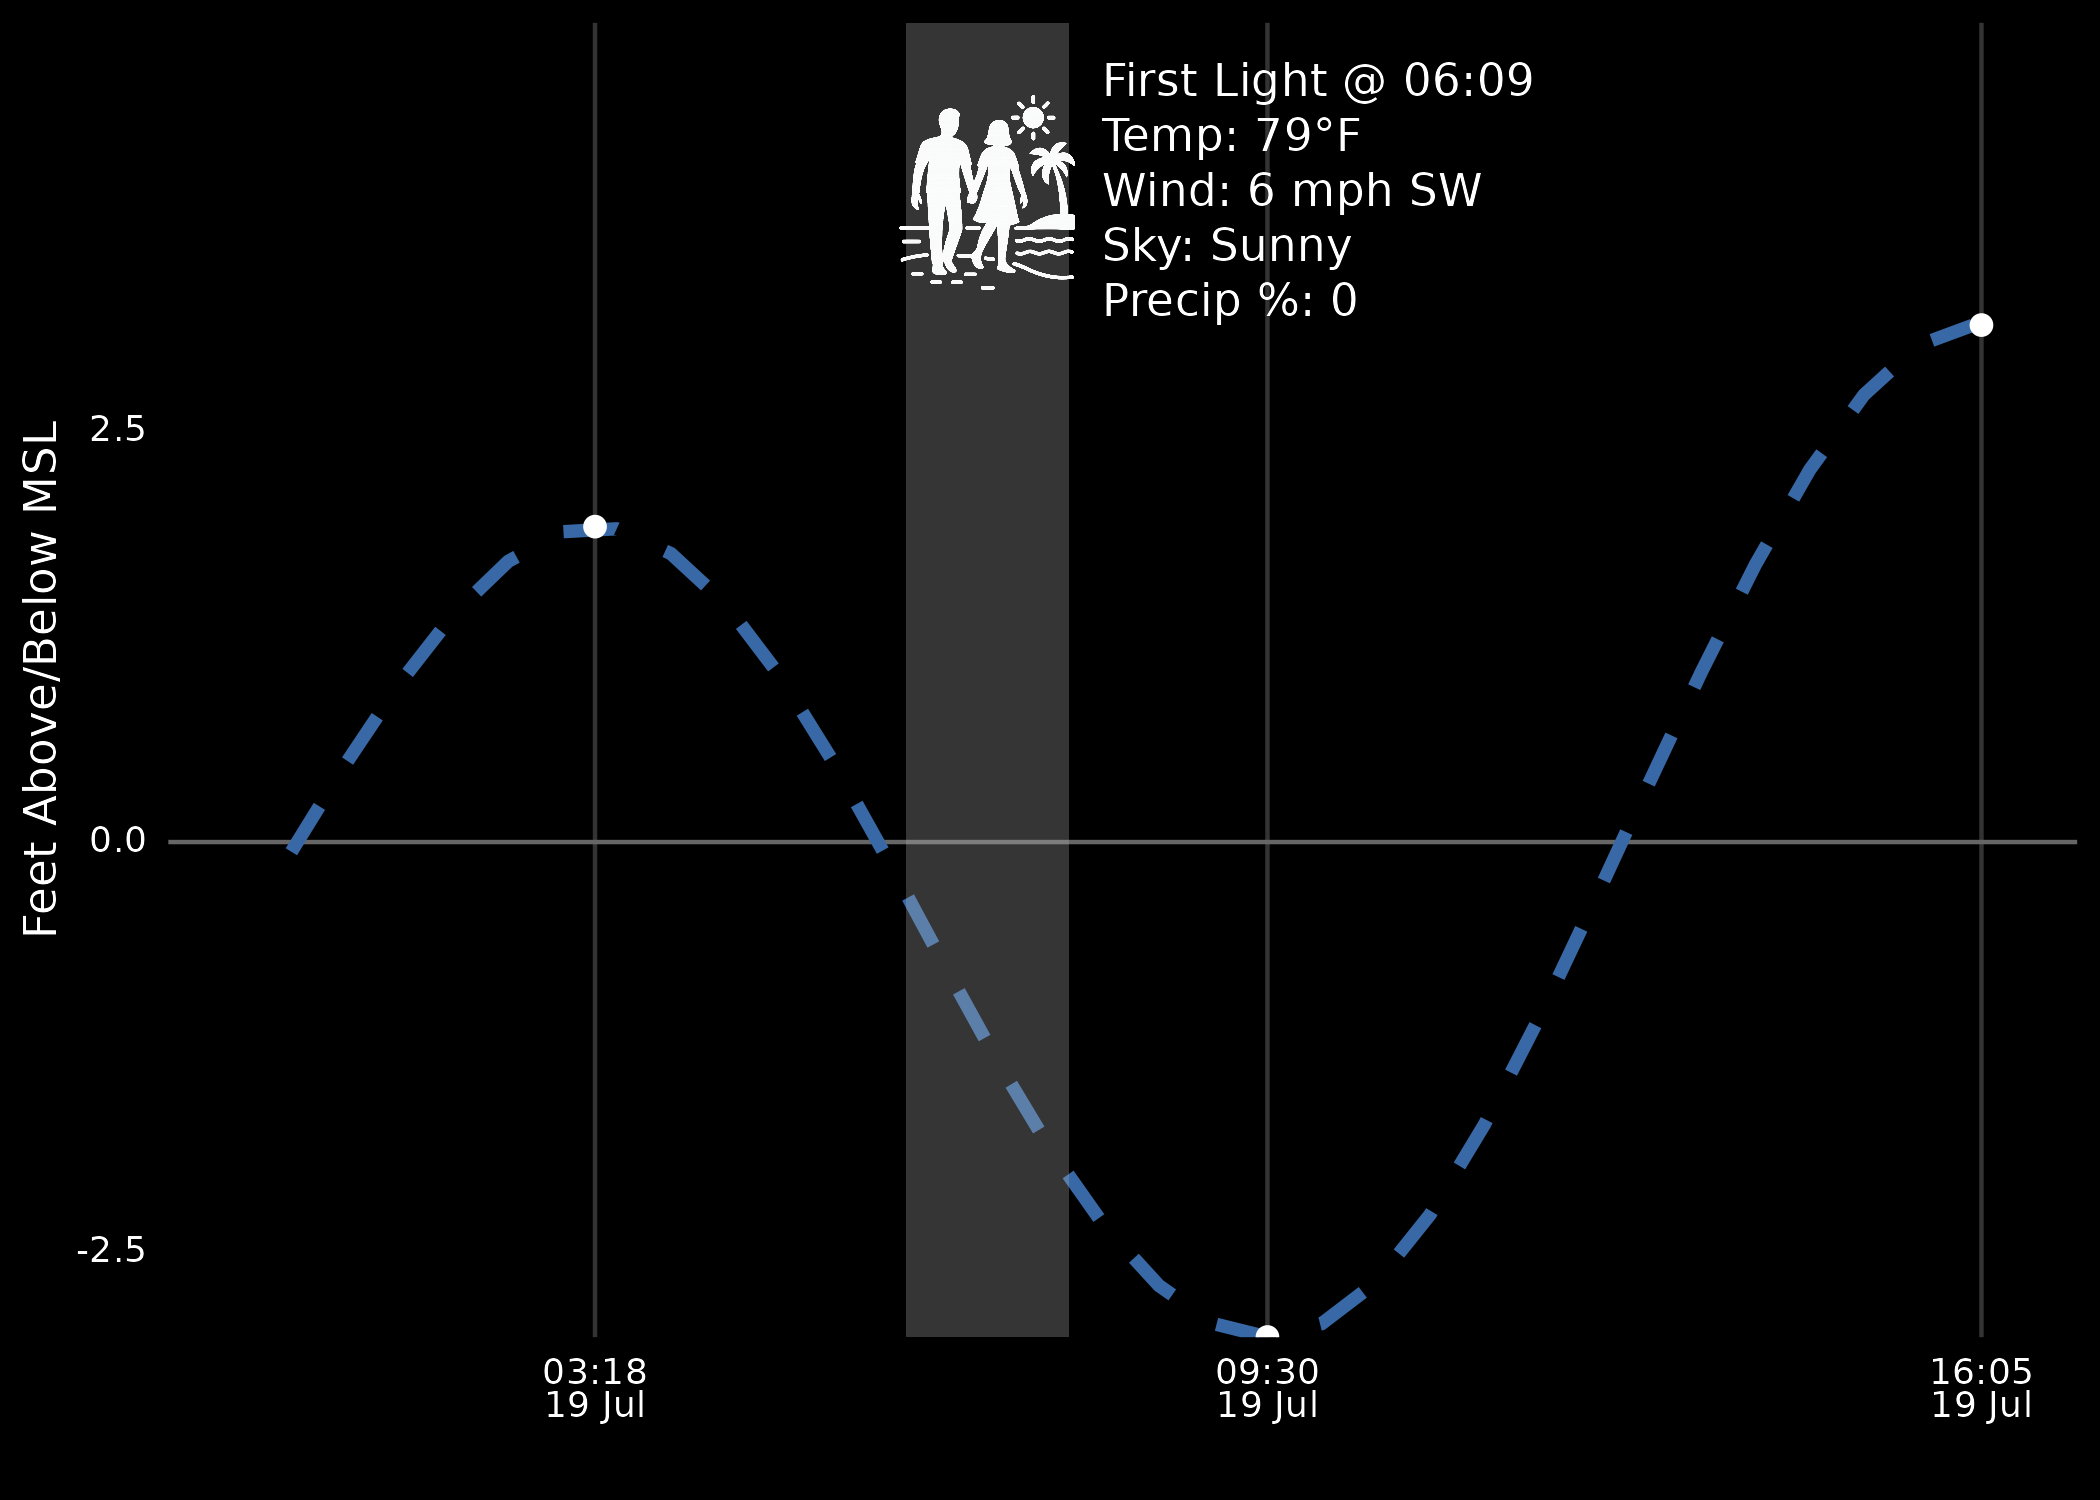 First Light @ 06:09
Temp: 79°F
Wind: 6 mph SW
Sky: Sunny
Precip %: 0
Feet Above/Below MSL
2.5
0.0
-2.5
03:18
19 Jul
09:30
19 Jul
16:05
19 Jul